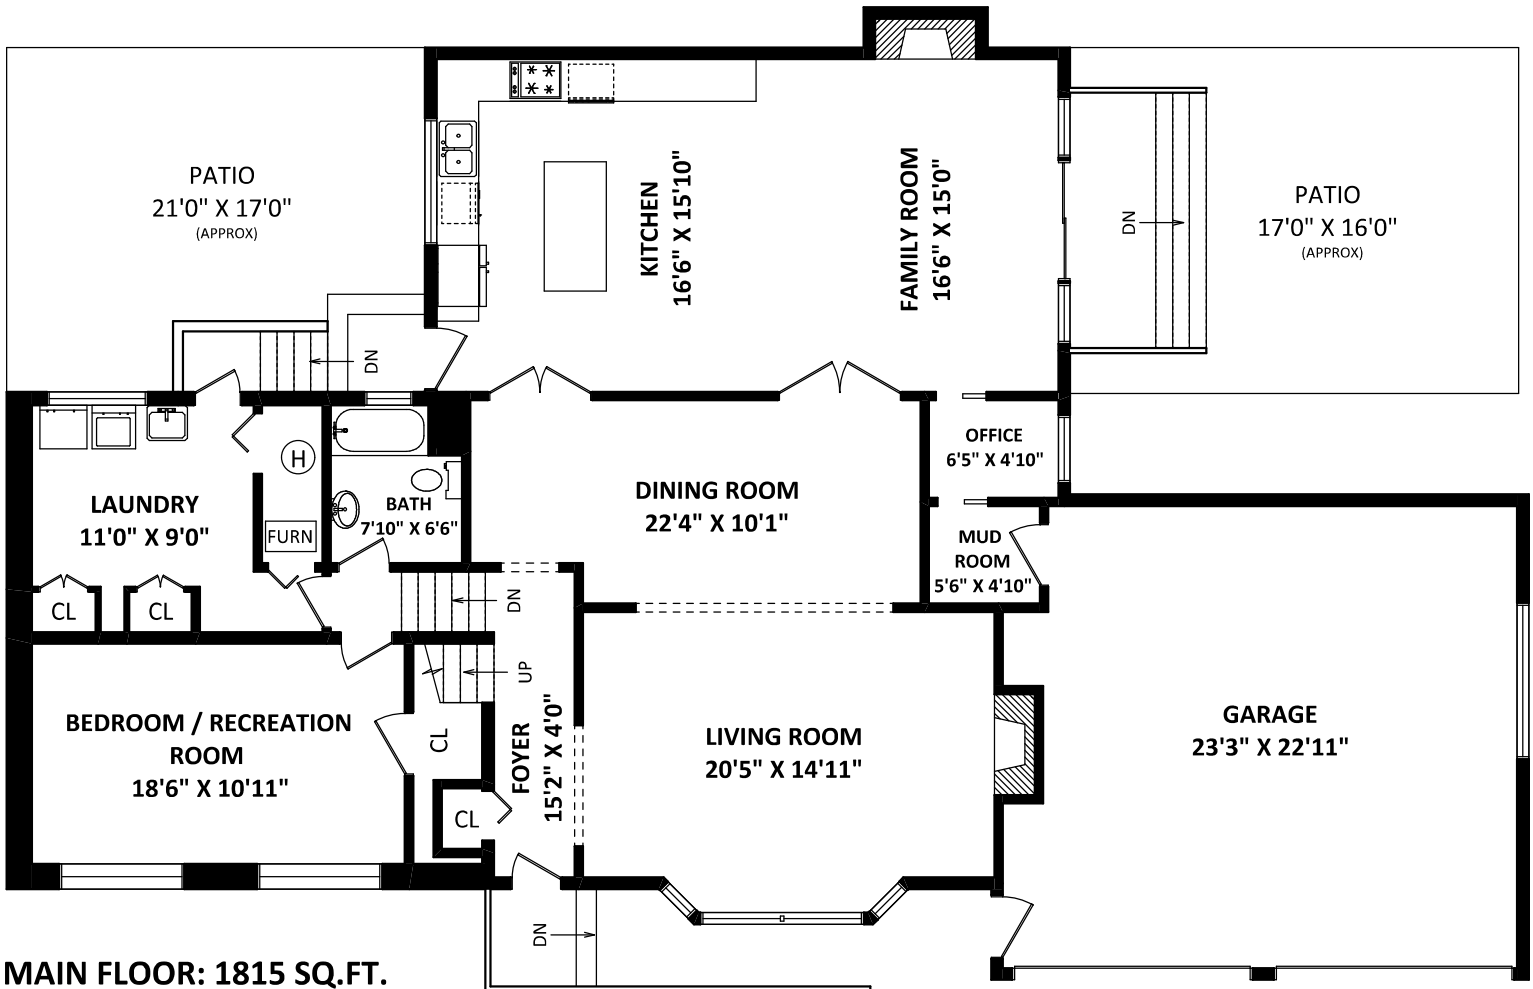 PATIO
21'0" X 17'0"
(APPROX)
KITCHEN
16'6" X 15'10"
FAMILY ROOM
16'6" X 15'0"
DN
PATIO
17'0" X 16'0"
(APPROX)
DN
H
LAUNDRY
11'0" X 9'0"
FURN
BATH
7'10" X 6'6"
DINING ROOM
22'4" X 10'1"
OFFICE
6'5" X 4'10"
MUD
ROOM
5'6" X 4'10"
CL
CL
DN
UP
BEDROOM / RECREATION
ROOM
18'6" X 10'11"
CL
CL
FOYER
15'2" X 4'0"
LIVING ROOM
20'5" X 14'11"
GARAGE
23'3" X 22'11"
DN
MAIN FLOOR: 1815 SQ.FT.